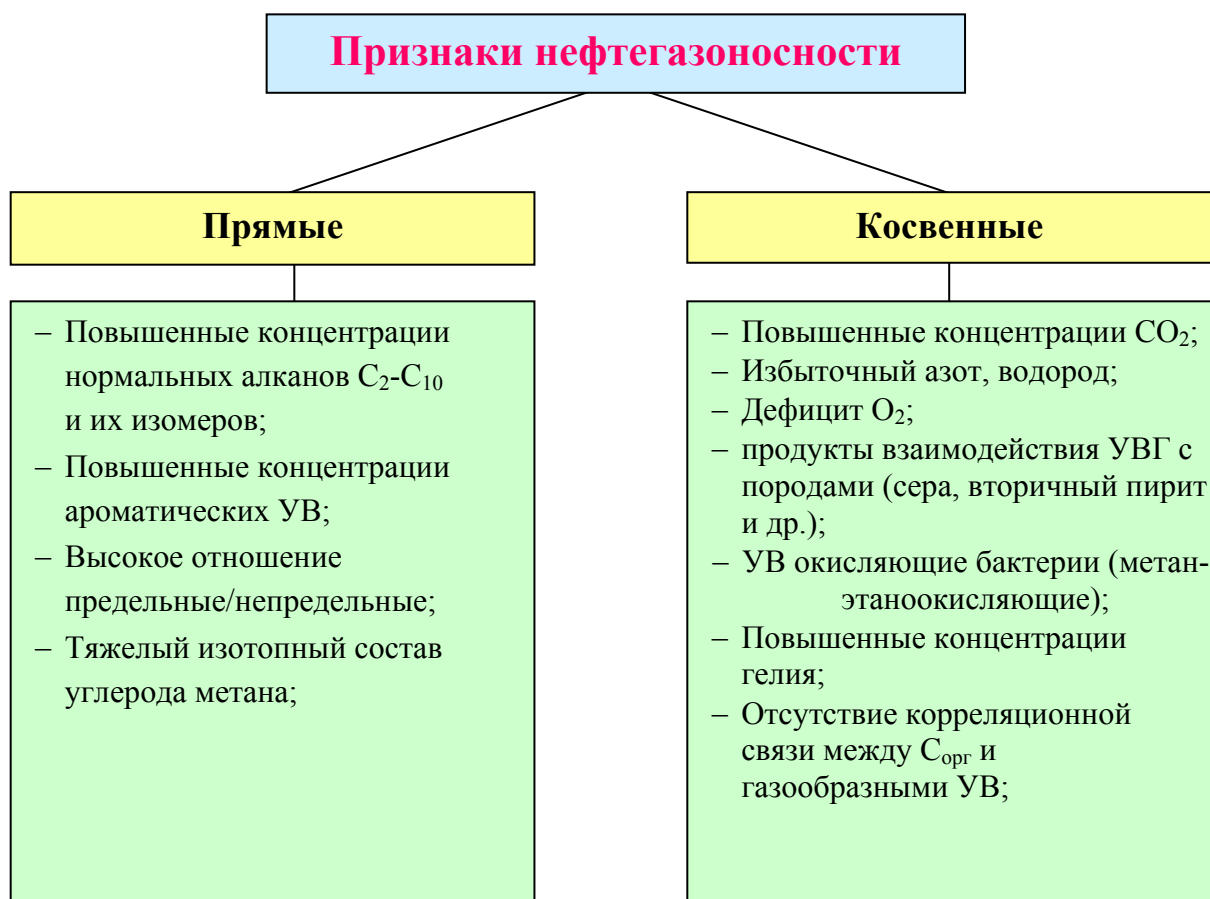 Признаки нефтегазоносности
Прямые
– Повышенные концентрации
нормальных алканов C₂-C₁₀
и их изомеров;
– Повышенные концентрации
ароматических УВ;
– Высокое отношение
предельные/непредельные;
– Тяжелый изотопный состав
углерода метана;
Косвенные
– Повышенные концентрации CO₂;
– Избыточный азот, водород;
– Дефицит O₂;
– продукты взаимодействия УВГ с
породами (сера, вторичный пирит
и др.);
– УВ окисляющие бактерии (метан-
этаноокисляющие);
– Повышенные концентрации
гелия;
– Отсутствие корреляционной
связи между Cорг и
газообразными УВ;